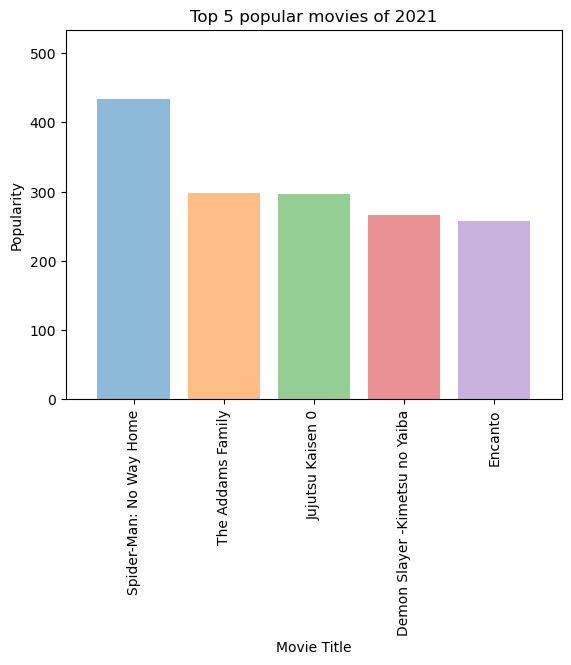 Top 5 popular movies of 2021
Popularity
500
400
300
200
100
0
Spider-Man: No Way Home
The Addams Family
Jujutsu Kaisen 0
Demon Slayer -Kimetsu no Yaiba
Encanto
Movie Title